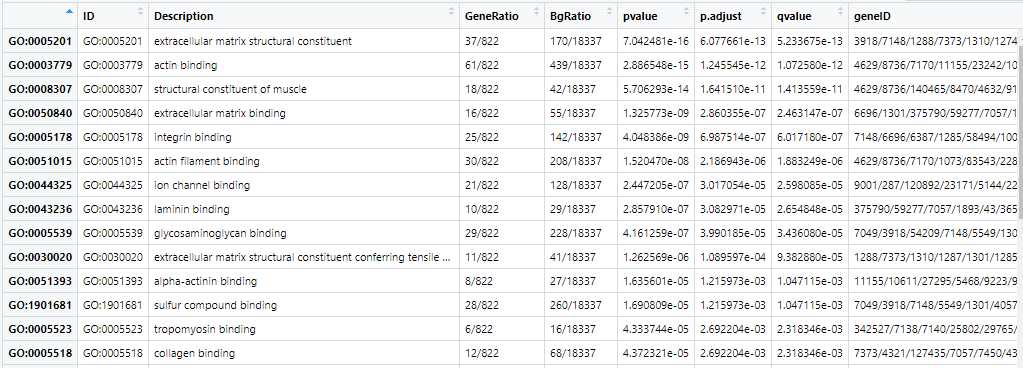 ID Description GeneRatio BgRatio pvalue p.adjust qvalue geneID
GO:0005201 GO:0005201 extracellular matrix structural constituent 37/822 170/18337 7.042481e-16 6.077661e-13 5.233675e-13 3918/7148/1288/7373/1310/1274
GO:0003779 GO:0003779 actin binding 61/822 439/18337 2.886548e-15 1.245545e-12 1.072580e-12 4629/8736/7170/11155/23242/10
GO:0008307 GO:0008307 structural constituent of muscle 18/822 42/18337 5.706293e-14 1.641510e-11 1.413559e-11 4629/8736/140465/8470/4632/91
GO:0050840 GO:0050840 extracellular matrix binding 16/822 55/18337 1.325773e-09 2.860355e-07 2.463147e-07 6696/1301/375790/59277/7057/1
GO:0005178 GO:0005178 integrin binding 25/822 142/18337 4.048386e-09 6.987514e-07 6.017180e-07 7148/6696/6387/1285/58494/100
GO:0051015 GO:0051015 actin filament binding 30/822 208/18337 1.520470e-08 2.186943e-06 1.883249e-06 4629/8736/7170/1073/83543/228
GO:0044325 GO:0044325 ion channel binding 21/822 128/18337 2.447205e-07 3.017054e-05 2.598085e-05 9001/287/120892/23171/5144/22
GO:0043236 GO:0043236 laminin binding 10/822 29/18337 2.857910e-07 3.082971e-05 2.654848e-05 375790/59277/7057/1893/43/365
GO:0005539 GO:0005539 glycosaminoglycan binding 29/822 228/18337 4.161259e-07 3.990185e-05 3.436080e-05 7049/3918/54209/7148/5549/130
GO:0030020 GO:0030020 extracellular matrix structural constituent conferring tensile ... 11/822 41/18337 1.262569e-06 1.089597e-04 9.382880e-05 1288/7373/1310/1287/1301/1285
GO:0051393 GO:0051393 alpha-actinin binding 8/822 27/18337 1.635601e-05 1.215973e-03 1.047115e-03 11155/10611/27295/5468/9223/9
GO:1901681 GO:1901681 sulfur compound binding 28/822 260/18337 1.690809e-05 1.215973e-03 1.047115e-03 7049/3918/7148/5549/1301/4057
GO:0005523 GO:0005523 tropomyosin binding 6/822 16/18337 4.333744e-05 2.692204e-03 2.318346e-03 342527/7138/7140/25802/29765/
GO:0005518 GO:0005518 collagen binding 12/822 68/18337 4.372321e-05 2.692204e-03 2.318346e-03 7373/4321/127435/7057/7450/43